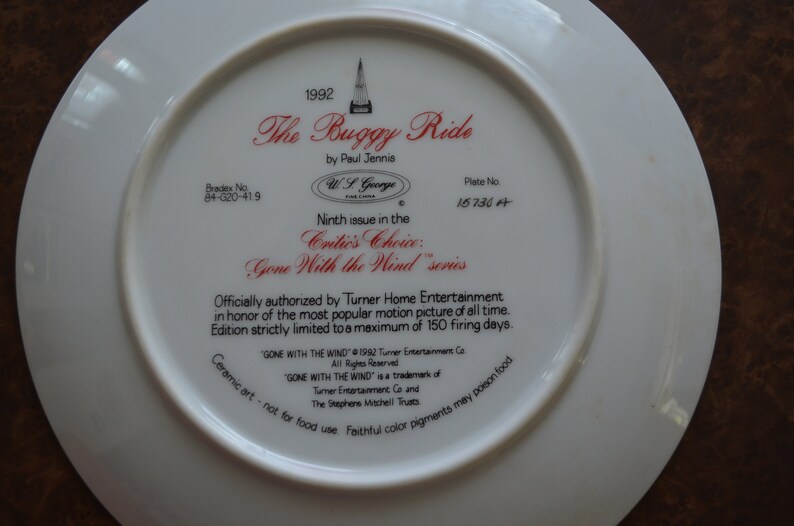 1992
The Buggy Ride
by Paul Jennis
Bradex No.
84-G20-41.9
W. S. George
FINE CHINA
©
Plate No.
15736 A
Ninth issue in the
Critic's Choice:
Gone With the Wind™ series
Officially authorized by Turner Home Entertainment
in honor of the most popular motion picture of all time.
Edition strictly limited to a maximum of 150 firing days.
"GONE WITH THE WIND" © 1992 Turner Entertainment Co.
All Rights Reserved
"GONE WITH THE WIND" is a trademark of
Turner Entertainment Co. and
The Stephens Mitchell Trusts.
Ceramic art - not for food use. Faithful color pigments may poison food